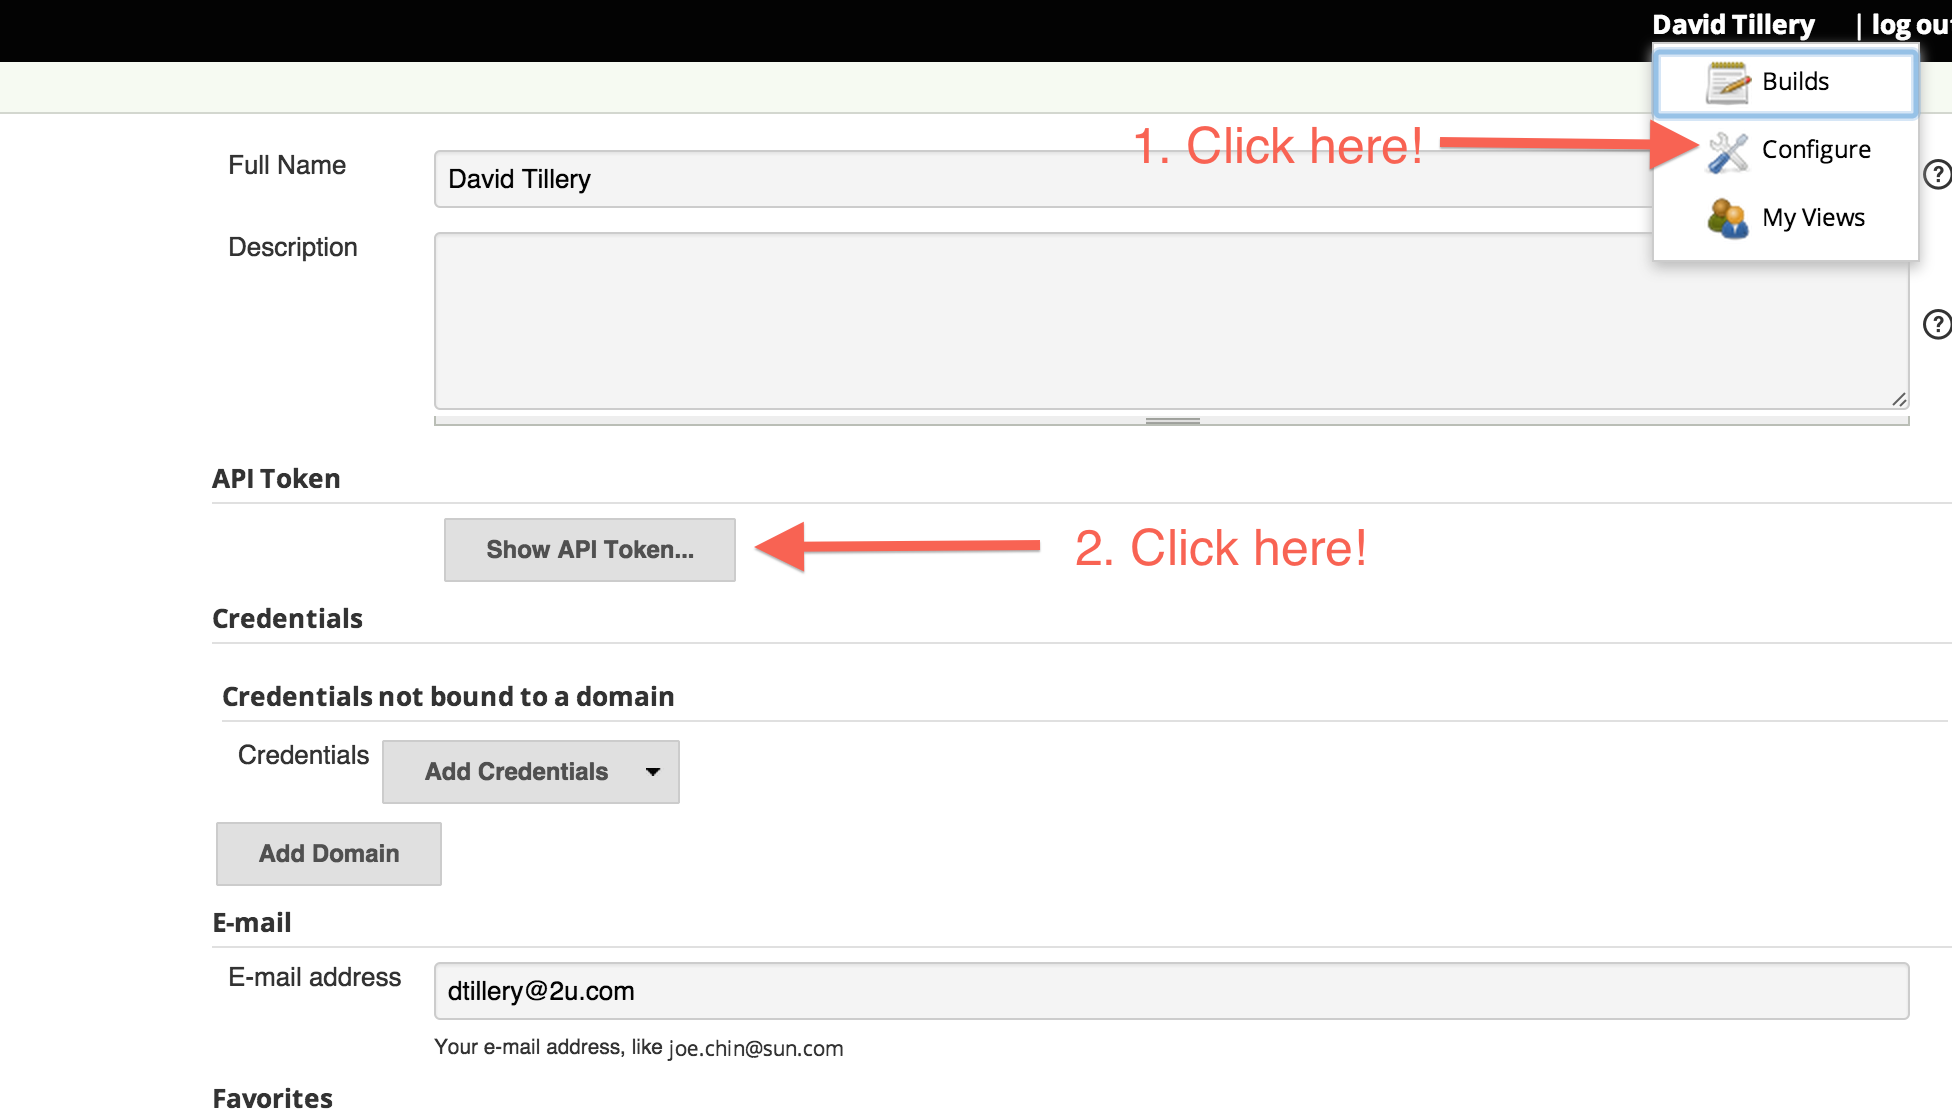 David Tillery | log ou
Builds
1. Click here!
Configure
Full Name
David Tillery
My Views
Description
API Token
Show API Token...
2. Click here!
Credentials
Credentials not bound to a domain
Credentials
Add Credentials
Add Domain
E-mail
E-mail address
dtillery@2u.com
Your e-mail address, like joe.chin@sun.com
Favorites